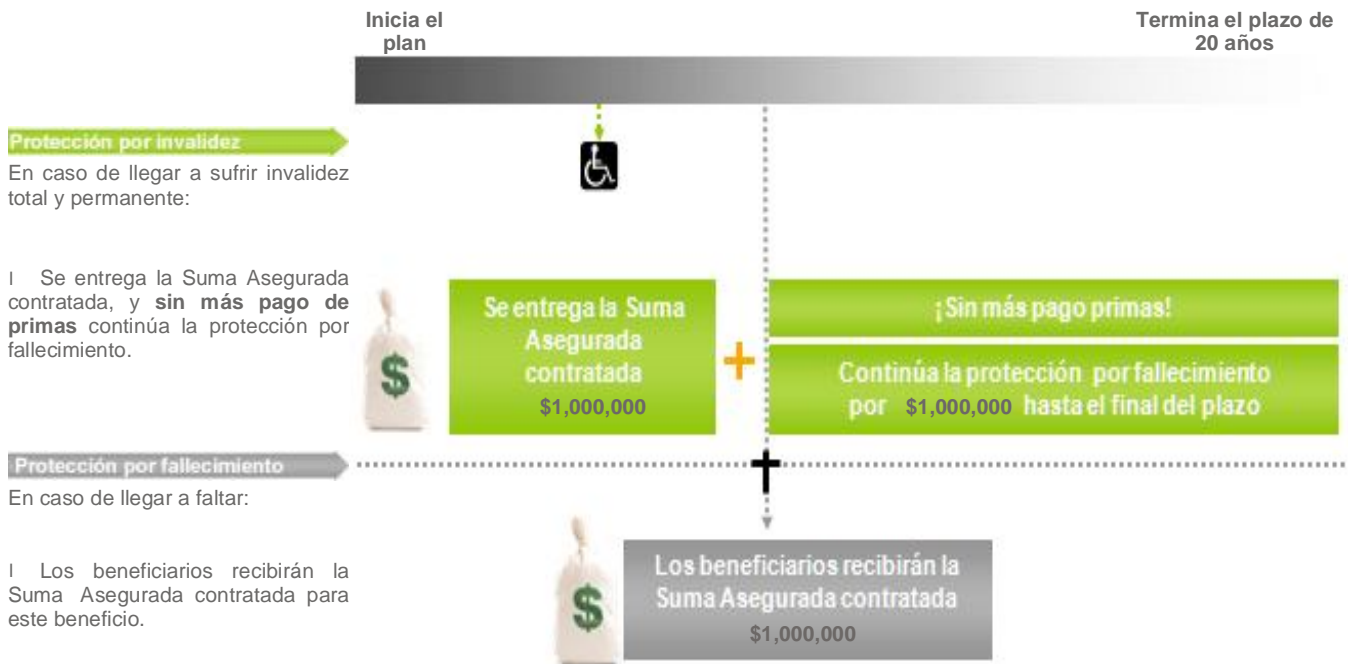 Inicia el
plan
Termina el plazo de
20 años
Protección por invalidez
En caso de llegar a sufrir invalidez
total y permanente:
l Se entrega la Suma Asegurada
contratada, y sin más pago de
primas continúa la protección por
fallecimiento.
$
Se entrega la Suma
Asegurada
contratada
$1,000,000
¡Sin más pago primas!
Continúa la protección por fallecimiento
por $1,000,000 hasta el final del plazo
Protección por fallecimiento
En caso de llegar a faltar:
l Los beneficiarios recibirán la
Suma Asegurada contratada para
este beneficio.
$
Los beneficiarios recibirán la
Suma Asegurada contratada
$1,000,000